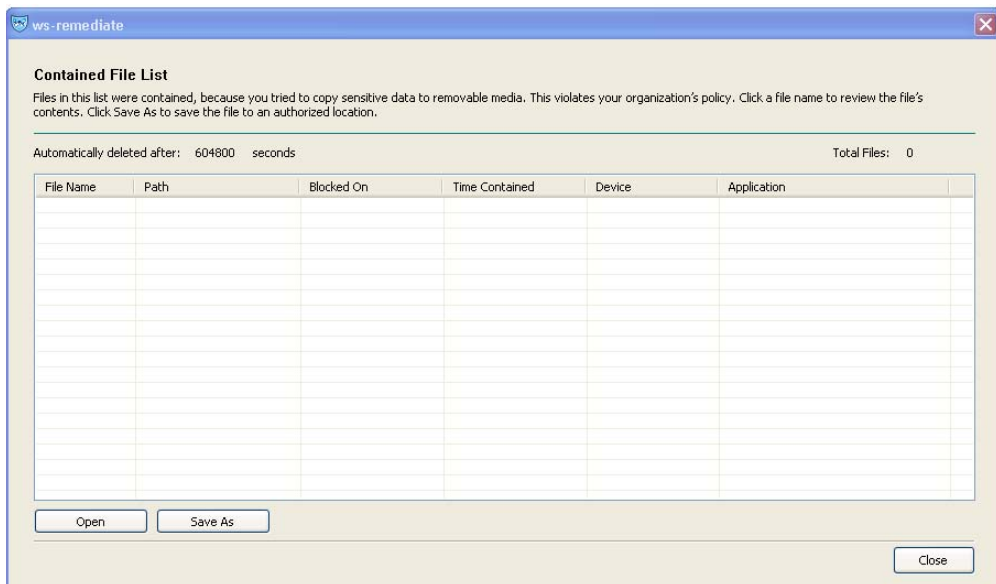 ws-remediate
Contained File List
Files in this list were contained, because you tried to copy sensitive data to removable media. This violates your organization's policy. Click a file name to review the file's
contents. Click Save As to save the file to an authorized location.
Automatically deleted after: 604800 seconds Total Files: 0
File Name Path Blocked On Time Contained Device Application
Open Save As
Close